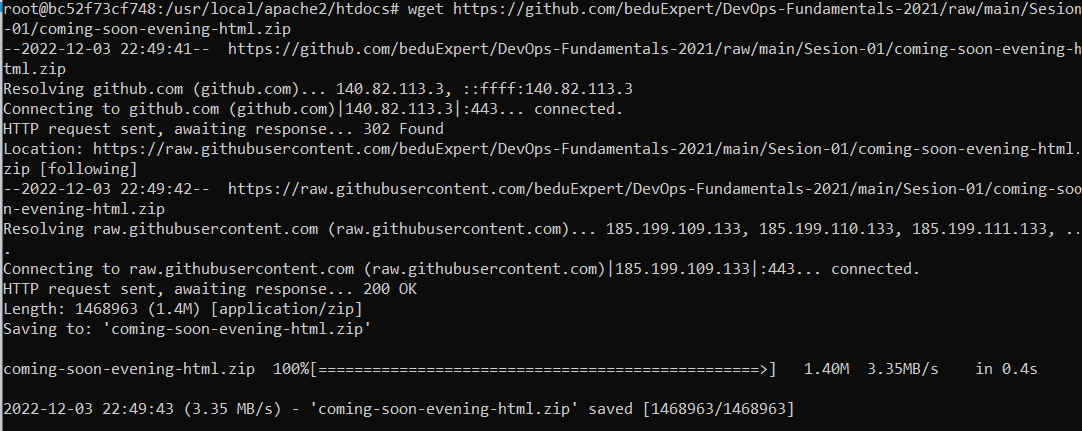 root@bc52f73cf748:/usr/local/apache2/htdocs# wget https://github.com/beduExpert/DevOps-Fundamentals-2021/raw/main/Sesion
-01/coming-soon-evening-html.zip
--2022-12-03 22:49:41--  https://github.com/beduExpert/DevOps-Fundamentals-2021/raw/main/Sesion-01/coming-soon-evening-h
tml.zip
Resolving github.com (github.com)... 140.82.113.3, ::ffff:140.82.113.3
Connecting to github.com (github.com)|140.82.113.3|:443... connected.
HTTP request sent, awaiting response... 302 Found
Location: https://raw.githubusercontent.com/beduExpert/DevOps-Fundamentals-2021/main/Sesion-01/coming-soon-evening-html.
zip [following]
--2022-12-03 22:49:42--  https://raw.githubusercontent.com/beduExpert/DevOps-Fundamentals-2021/main/Sesion-01/coming-soo
n-evening-html.zip
Resolving raw.githubusercontent.com (raw.githubusercontent.com)... 185.199.109.133, 185.199.110.133, 185.199.111.133, ..
.
Connecting to raw.githubusercontent.com (raw.githubusercontent.com)|185.199.109.133|:443... connected.
HTTP request sent, awaiting response... 200 OK
Length: 1468963 (1.4M) [application/zip]
Saving to: 'coming-soon-evening-html.zip'
coming-soon-evening-html.zip  100%[=================================================>]   1.40M  3.35MB/s    in 0.4s
2022-12-03 22:49:43 (3.35 MB/s) - 'coming-soon-evening-html.zip' saved [1468963/1468963]